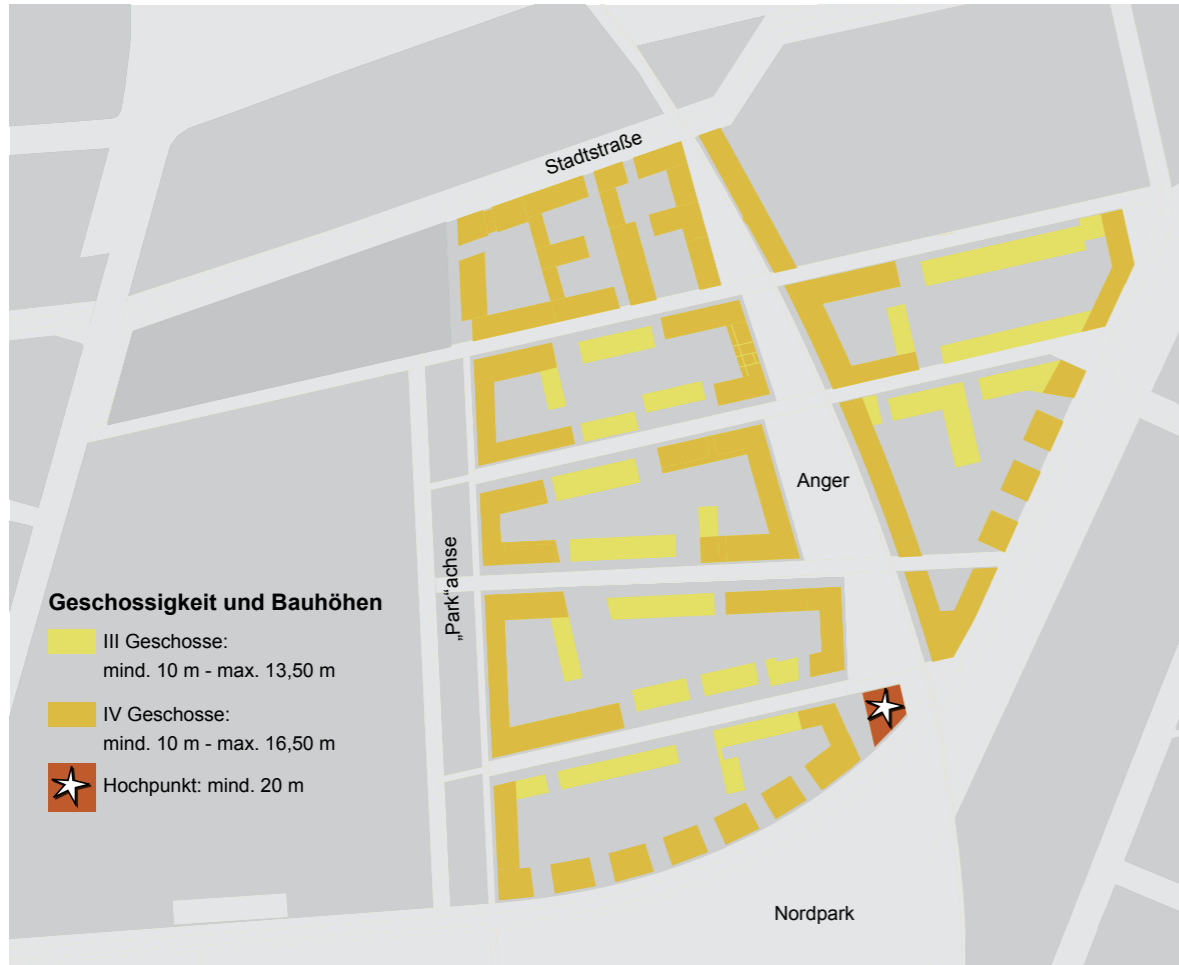 Stadtstraße
Anger
„Park“achse
Geschossigkeit und Bauhöhen
III Geschosse:
mind. 10 m - max. 13,50 m
IV Geschosse:
mind. 10 m - max. 16,50 m
Hochpunkt: mind. 20 m
Nordpark